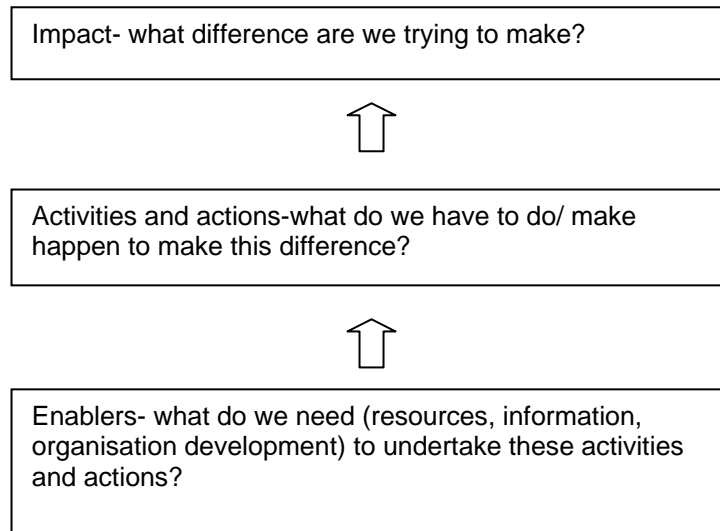 Impact- what difference are we trying to make?
Activities and actions-what do we have to do/ make
happen to make this difference?
Enablers- what do we need (resources, information,
organisation development) to undertake these activities
and actions?